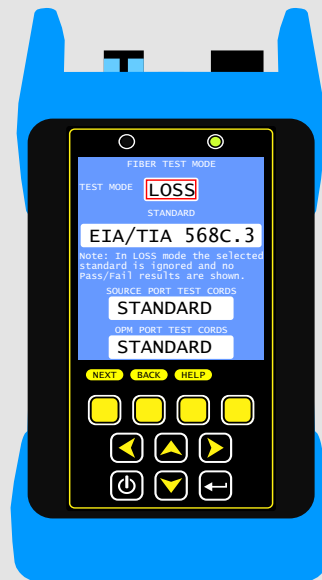 FIBER TEST MODE
TEST MODE LOSS
STANDARD
EIA/TIA 568C.3
Note: In LOSS mode the selected
standard is ignored and no
Pass/Fail results are shown.
SOURCE PORT TEST CORDS
STANDARD
OPM PORT TEST CORDS
STANDARD
NEXT BACK HELP